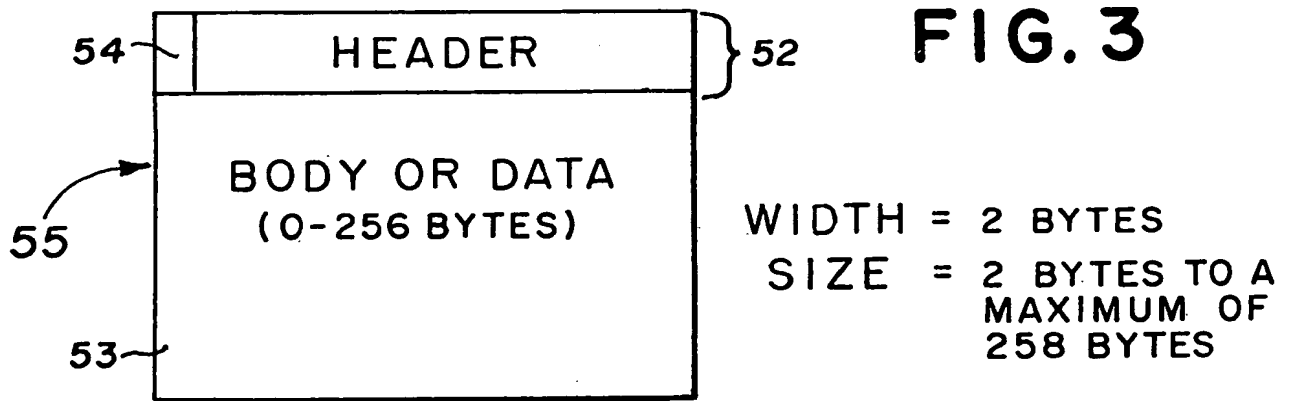 FIG. 3
54
HEADER
52
BODY OR DATA
(0-256 BYTES)
55
53
WIDTH = 2 BYTES
SIZE = 2 BYTES TO A
MAXIMUM OF
258 BYTES